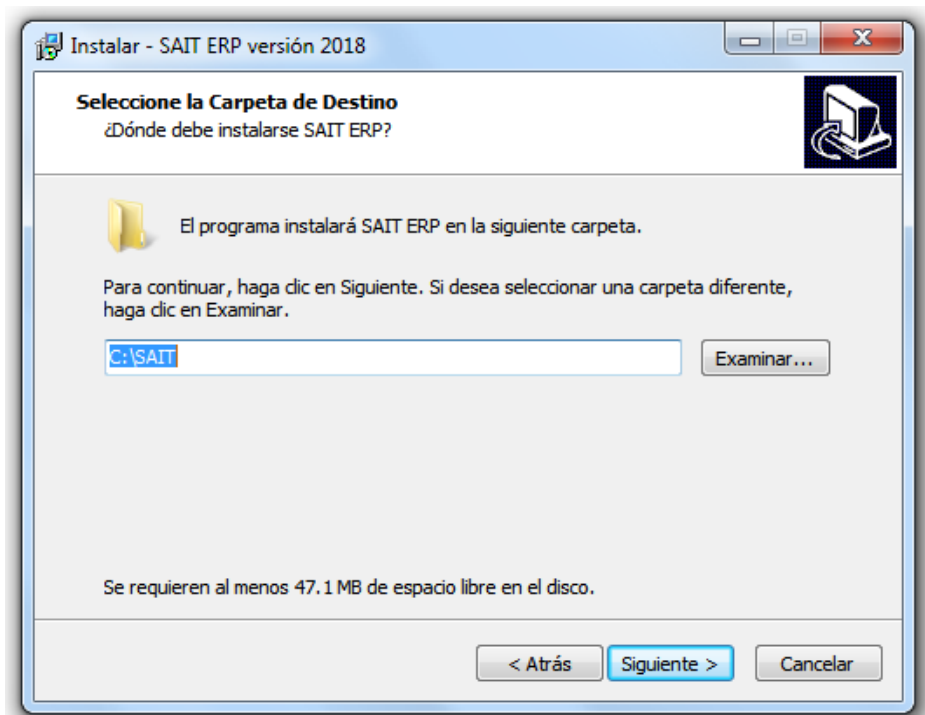 Instalar - SAIT ERP versión 2018
Seleccione la Carpeta de Destino
¿Dónde debe instalarse SAIT ERP?
El programa instalará SAIT ERP en la siguiente carpeta.
Para continuar, haga clic en Siguiente. Si desea seleccionar una carpeta diferente,
haga clic en Examinar.
C:\SAIT
Examinar...
Se requieren al menos 47.1 MB de espacio libre en el disco.
< Atrás
Siguiente >
Cancelar